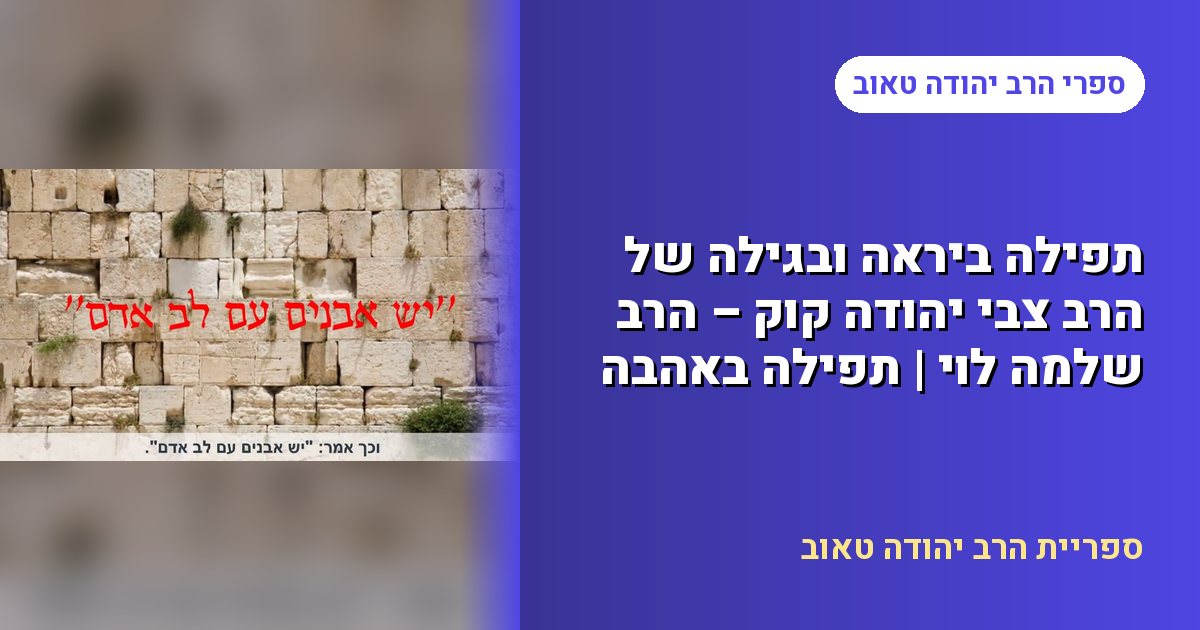 ספרי הרב יהודה טאוב
תפילה ביראה ובגילה של
הרב צבי יהודה קוק – הרב
שלמה לוי | תפילה באהבה
ספריית הרב יהודה טאוב
"יש אבנים עם לב אדם"
וכך אמר: "יש אבנים עם לב אדם".